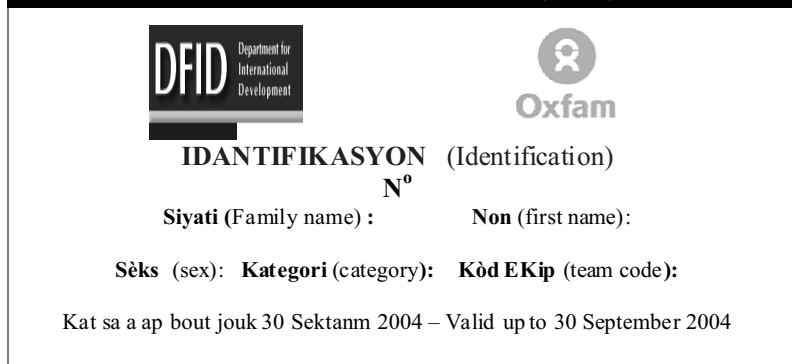 DFID Department for
International
Development
Oxfam
IDANTIFIKASYON (Identification)
Nº
Siyati (Family name) : Non (first name):
Sèks (sex): Kategori (category): Kòd EKip (team code):
Kat sa a ap bout jouk 30 Sektanm 2004 – Valid up to 30 September 2004